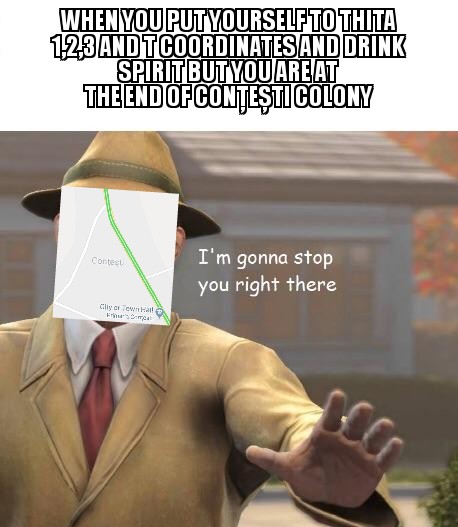 WHEN YOU PUT YOURSELF TO THITA
1,2,3 AND T COORDINATES AND DRINK
SPIRIT BUT YOU ARE AT
THE END OF CONȚEȘTI COLONY
Contești
City or Town Hall
I'm gonna stop
you right there